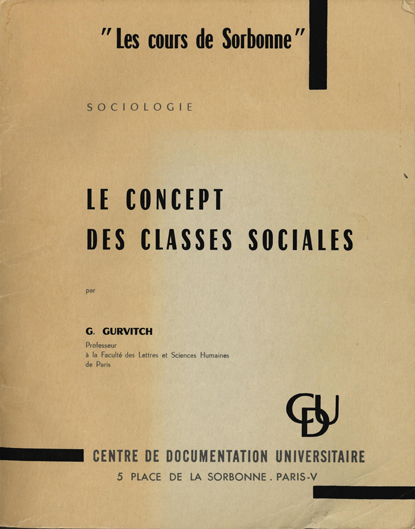 "Les cours de Sorbonne"
SOCIOLOGIE
LE CONCEPT
DES CLASSES SOCIALES
par
G. GURVITCH
Professeur
à la Faculté des Lettres et Sciences Humaines
de Paris
CDU
CENTRE DE DOCUMENTATION UNIVERSITAIRE
5 PLACE DE LA SORBONNE . PARIS-V